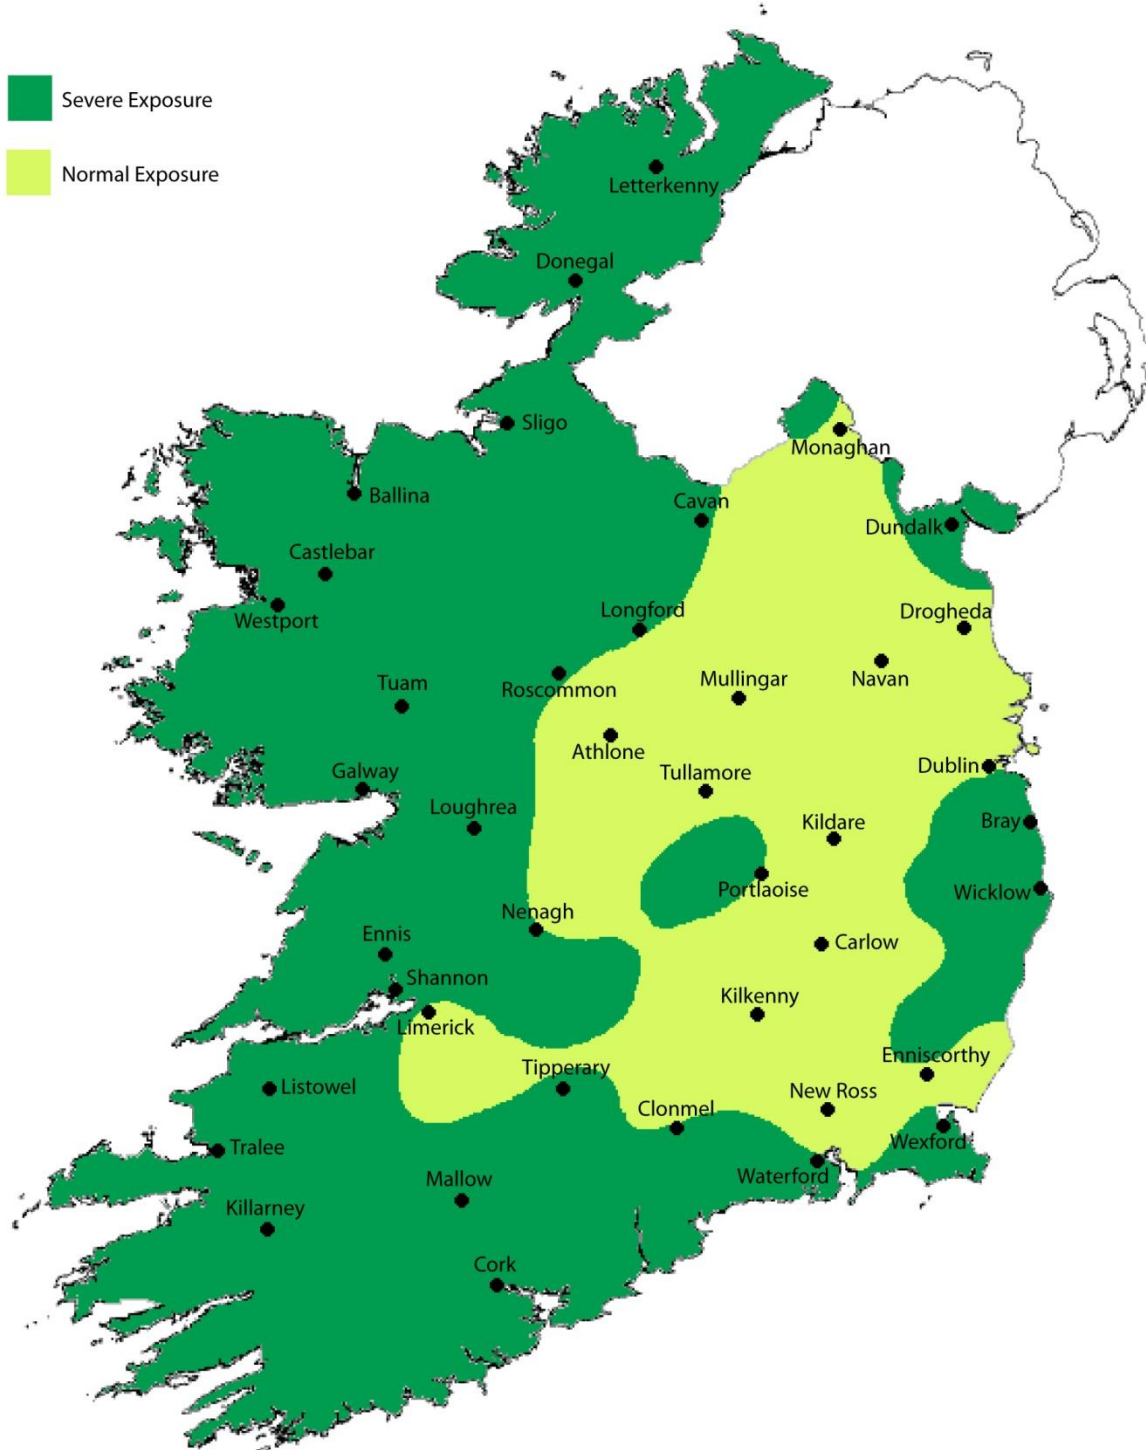 Severe Exposure
Normal Exposure
Letterkenny
Donegal
Sligo
Monaghan
Ballina
Cavan
Dundalk
Castlebar
Westport
Longford
Drogheda
Roscommon
Mullingar
Navan
Tuam
Athlone
Dublin
Galway
Tullamore
Loughrea
Kildare
Bray
Portlaoise
Wicklow
Nenagh
Ennis
Carlow
Shannon
Kilkenny
Limerick
Enniscorthy
Tipperary
Listowel
New Ross
Clonmel
Wexford
Tralee
Waterford
Mallow
Killarney
Cork